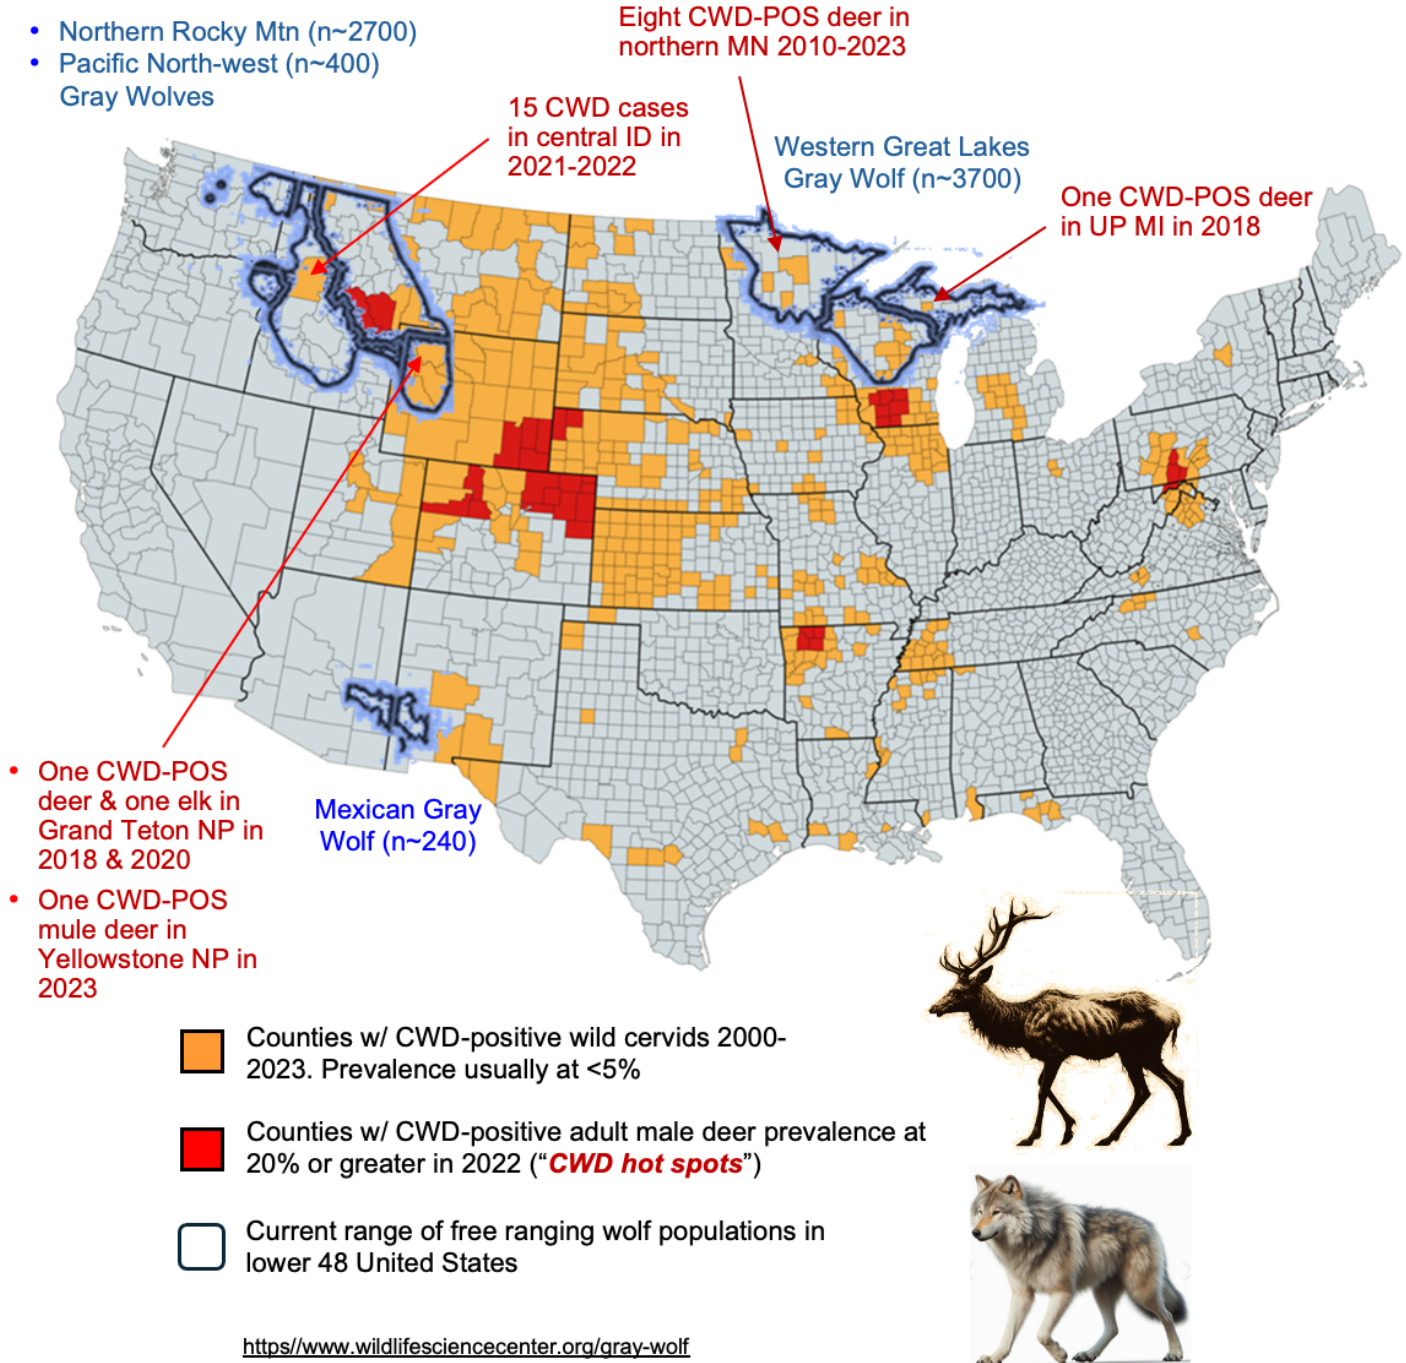 • Northern Rocky Mtn (n~2700)
• Pacific North-west (n~400)
Gray Wolves
Eight CWD-POS deer in
northern MN 2010-2023
15 CWD cases
in central ID in
2021-2022
Western Great Lakes
Gray Wolf (n~3700)
One CWD-POS deer
in UP MI in 2018
• One CWD-POS
deer & one elk in
Grand Teton NP in
2018 & 2020
• One CWD-POS
mule deer in
Yellowstone NP in
2023
Mexican Gray
Wolf (n~240)
Counties w/ CWD-positive wild cervids 2000-
2023. Prevalence usually at <5%
Counties w/ CWD-positive adult male deer prevalence at
20% or greater in 2022 (“CWD hot spots”)
Current range of free ranging wolf populations in
lower 48 United States
https//www.wildlifesciencecenter.org/gray-wolf